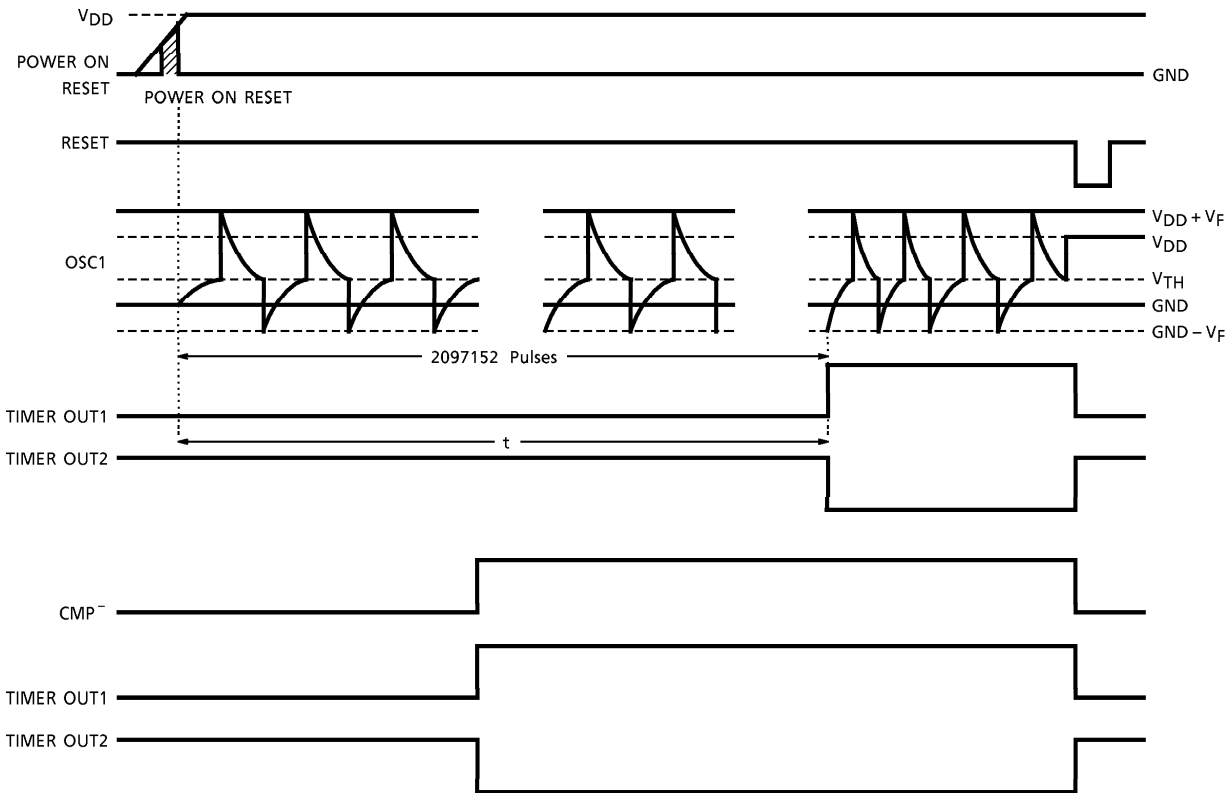 VDD
POWER ON
RESET
GND
POWER ON RESET
RESET
OSC1
VDD + VF
VDD
VTH
GND
GND – VF
2097152 Pulses
TIMER OUT1
t
TIMER OUT2
CMP–
TIMER OUT1
TIMER OUT2